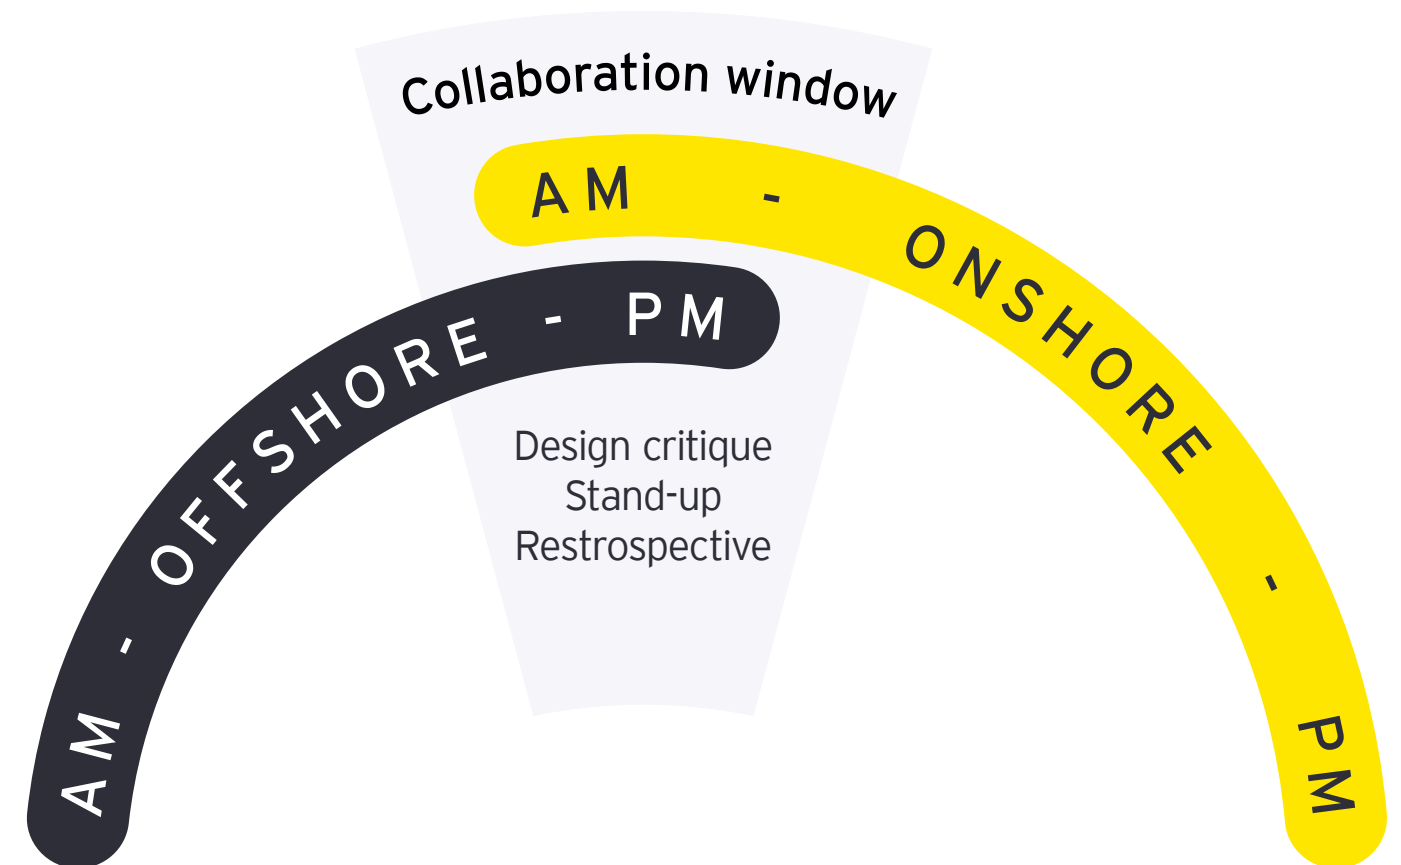 Collaboration window
AM - ONSHORE - PM
AM - OFFSHORE - PM
Design critique
Stand-up
Restrospective